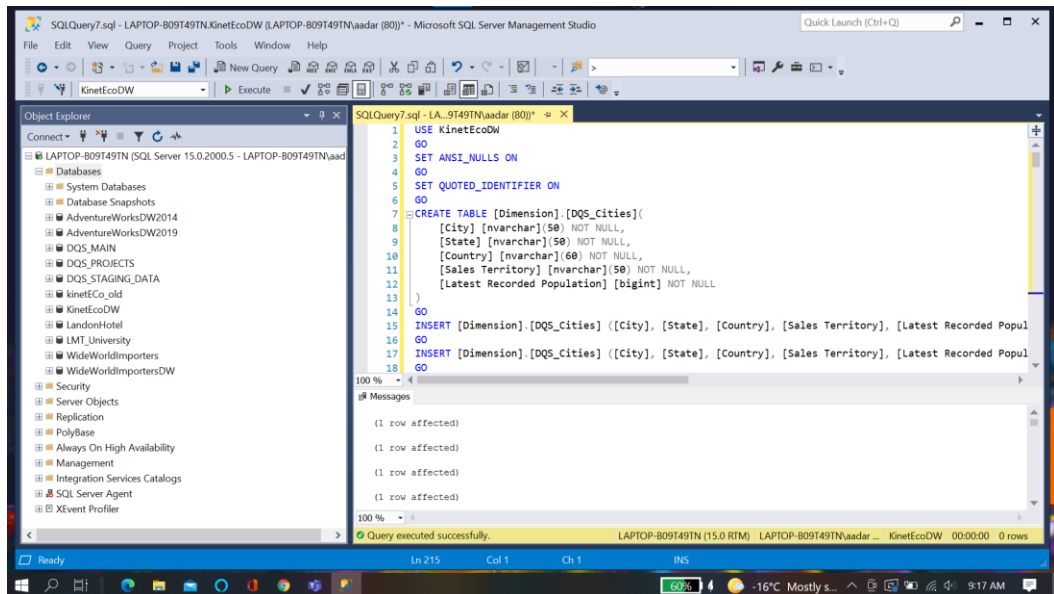 SQLQuery7.sql - LAPTOP-B09T49TN.KinetEcoDW (LAPTOP-B09T49TN\aadar (80))* - Microsoft SQL Server Management Studio
Quick Launch (Ctrl+Q)
File Edit View Query Project Tools Window Help
New Query
KinetEcoDW
Execute
Object Explorer
Connect
LAPTOP-B09T49TN (SQL Server 15.0.2000.5 - LAPTOP-B09T49TN\aad
Databases
System Databases
Database Snapshots
AdventureWorksDW2014
AdventureWorksDW2019
DQS_MAIN
DQS_PROJECTS
DQS_STAGING_DATA
kinetECo_old
KinetEcoDW
LandonHotel
LMT_University
WideWorldImporters
WideWorldImportersDW
Security
Server Objects
Replication
PolyBase
Always On High Availability
Management
Integration Services Catalogs
SQL Server Agent
XEvent Profiler
SQLQuery7.sql - LA...9T49TN\aadar (80))*
1 USE KinetEcoDW
2 GO
3 SET ANSI_NULLS ON
4 GO
5 SET QUOTED_IDENTIFIER ON
6 GO
7 CREATE TABLE [Dimension].[DQS_Cities](
8 [City] [nvarchar](50) NOT NULL,
9 [State] [nvarchar](50) NOT NULL,
10 [Country] [nvarchar](60) NOT NULL,
11 [Sales Territory] [nvarchar](50) NOT NULL,
12 [Latest Recorded Population] [bigint] NOT NULL
13 )
14 GO
15 INSERT [Dimension].[DQS_Cities] ([City], [State], [Country], [Sales Territory], [Latest Recorded Popul
16 GO
17 INSERT [Dimension].[DQS_Cities] ([City], [State], [Country], [Sales Territory], [Latest Recorded Popul
18 GO
100 %
Messages
(1 row affected)
(1 row affected)
(1 row affected)
(1 row affected)
100 %
Query executed successfully. LAPTOP-B09T49TN (15.0 RTM) LAPTOP-B09T49TN\aadar ... KinetEcoDW 00:00:00 0 rows
Ready Ln 215 Col 1 Ch 1 INS
60% -16°C Mostly s... 9:17 AM